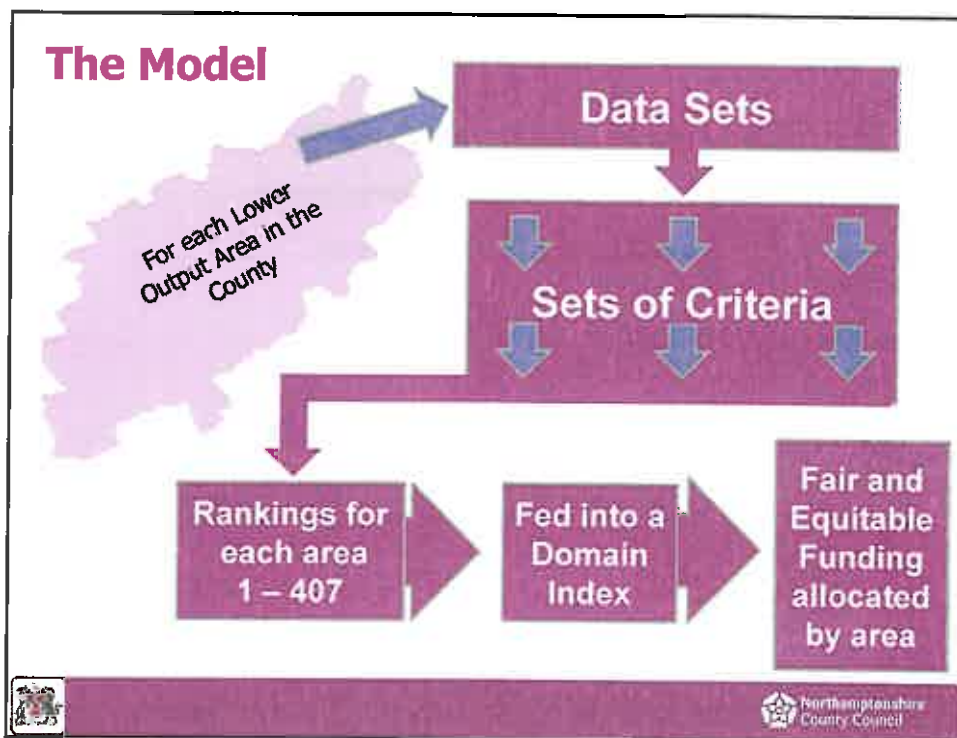 The Model
For each Lower
Output Area in the
County
Data Sets
Sets of Criteria
Rankings for
each area
1 – 407
Fed into a
Domain
Index
Fair and
Equitable
Funding
allocated
by area
Northamptonshire
County Council